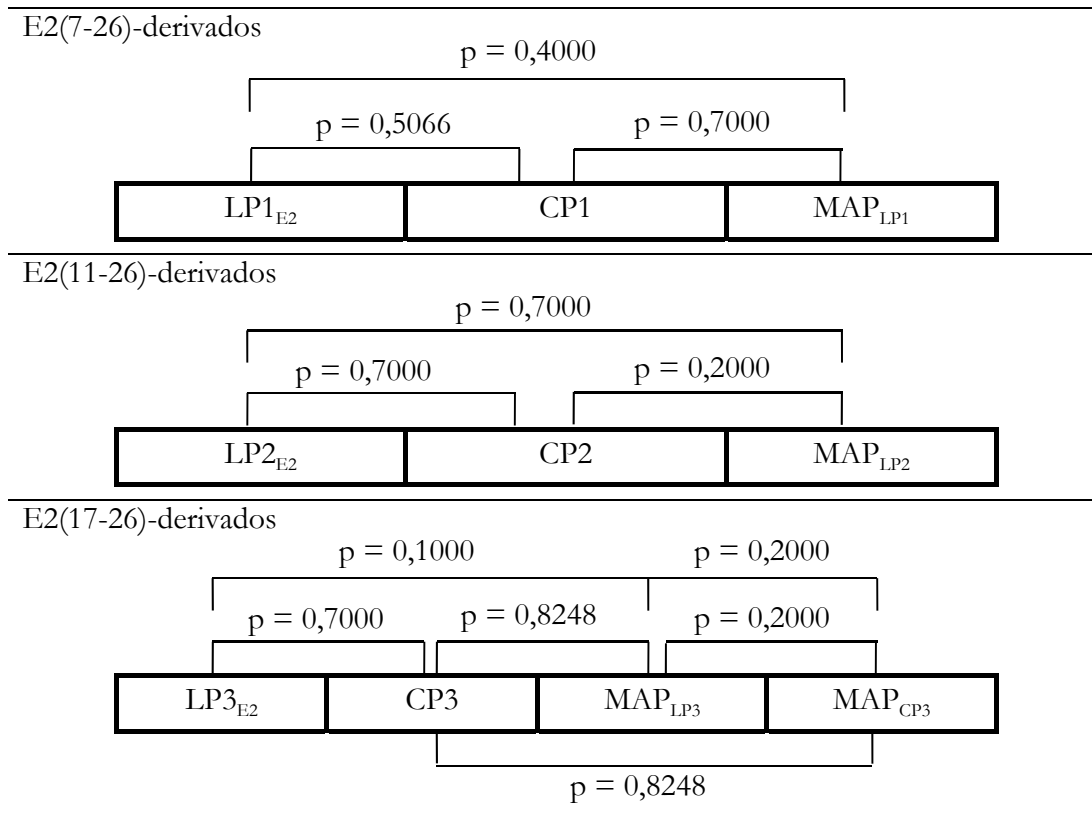 E2(7-26)-derivados
p = 0,4000
p = 0,5066 p = 0,7000
LP1E2 CP1 MAPLP1
E2(11-26)-derivados
p = 0,7000
p = 0,7000 p = 0,2000
LP2E2 CP2 MAPLP2
E2(17-26)-derivados
p = 0,1000 p = 0,2000
p = 0,7000 p = 0,8248 p = 0,2000
LP3E2 CP3 MAPLP3 MAPCP3
p = 0,8248